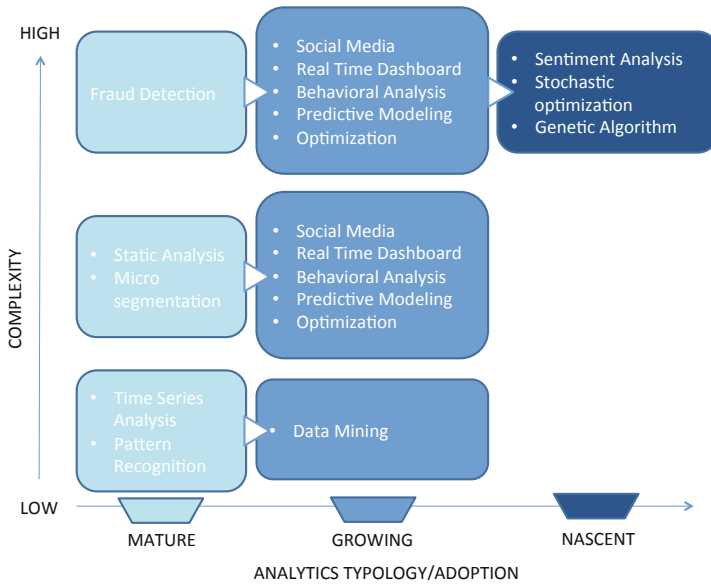 HIGH
Fraud Detection
• Social Media
• Real Time Dashboard
• Behavioral Analysis
• Predictive Modeling
• Optimization
• Sentiment Analysis
• Stochastic
optimization
• Genetic Algorithm
COMPLEXITY
• Static Analysis
• Micro
segmentation
• Social Media
• Real Time Dashboard
• Behavioral Analysis
• Predictive Modeling
• Optimization
• Time Series
Analysis
• Pattern
Recognition
• Data Mining
LOW
MATURE
GROWING
NASCENT
ANALYTICS TYPOLOGY/ADOPTION